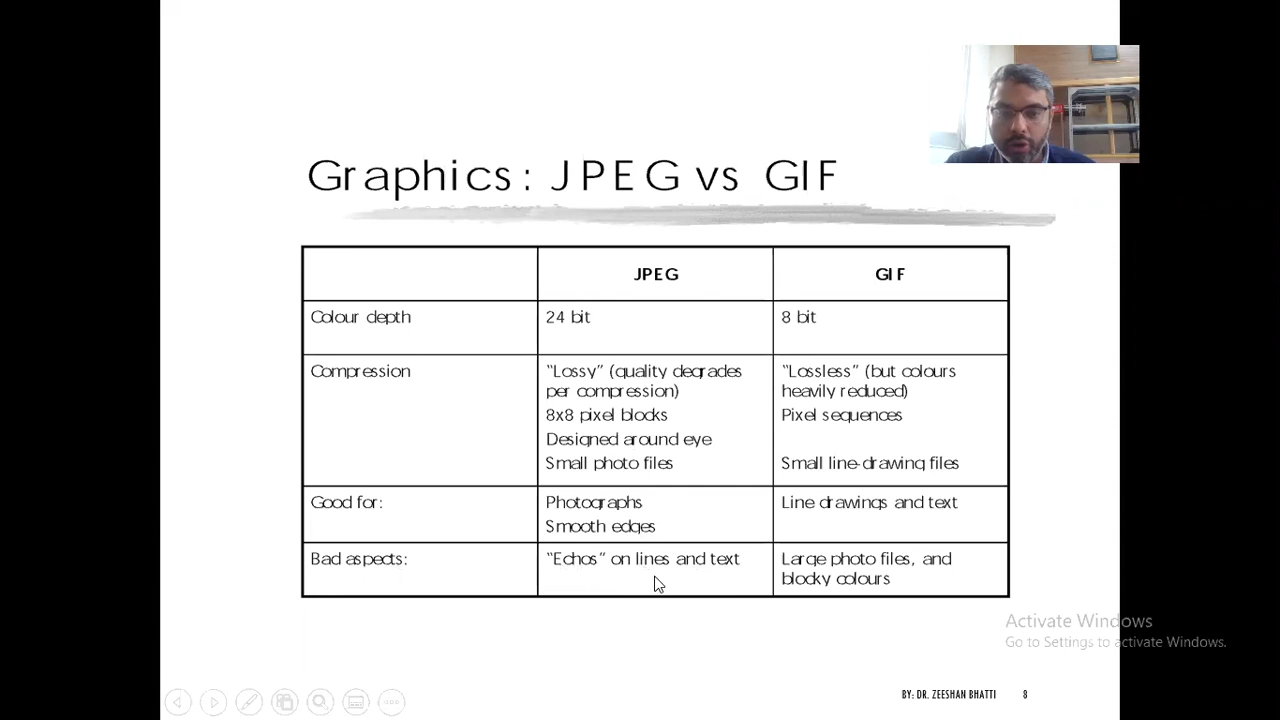 Graphics: JPEG vs GIF
JPEG
GIF
Colour depth
24 bit
8 bit
Compression
"Lossy" (quality degrades
per compression)
8x8 pixel blocks
Designed around eye
Small photo files
"Lossless" (but colours
heavily reduced)
Pixel sequences
Small line-drawing files
Good for:
Photographs
Smooth edges
Line drawings and text
Bad aspects:
"Echos" on lines and text
Large photo files, and
blocky colours
Activate Windows
Go to Settings to activate Windows.
BY: DR. ZEESHAN BHATTI
8